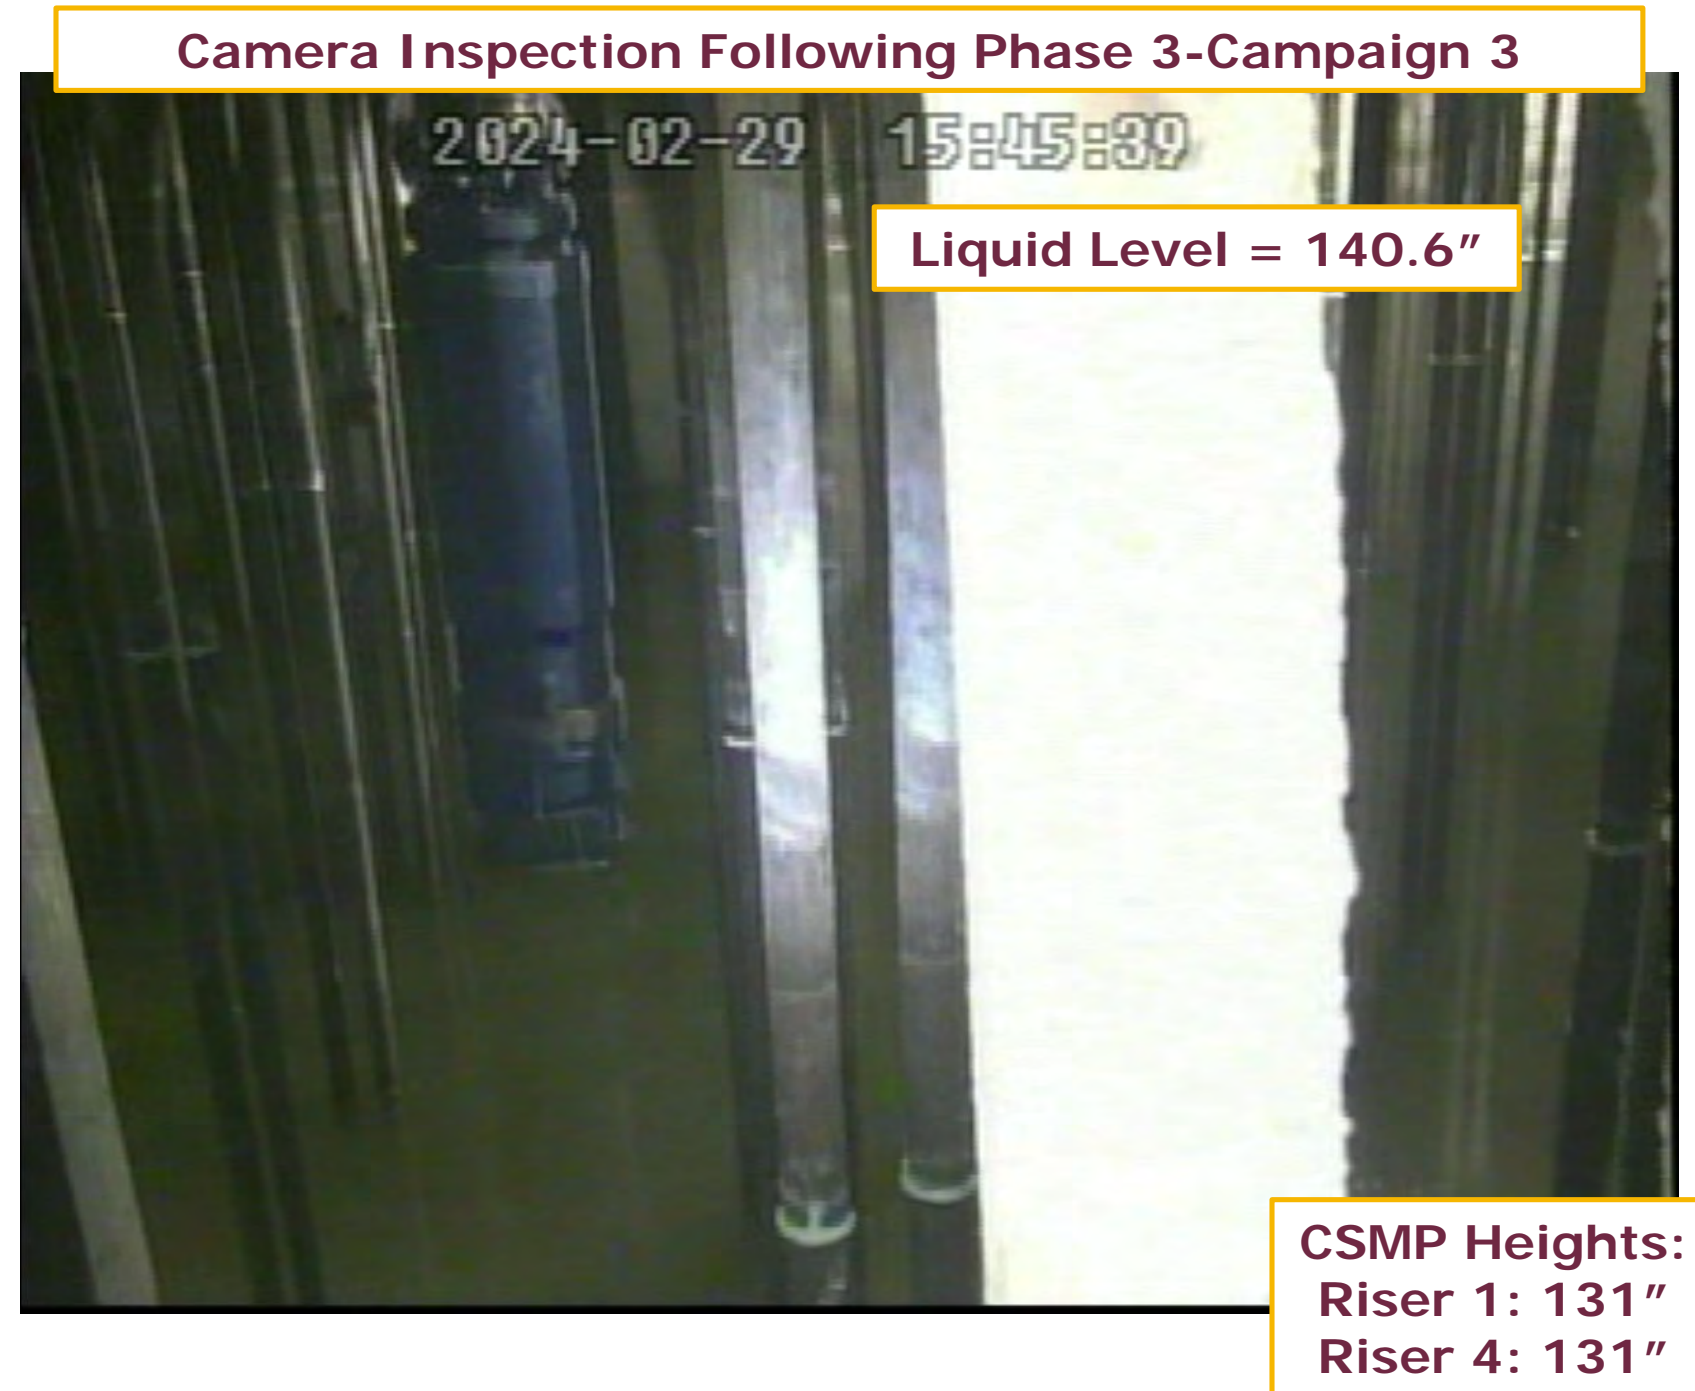 Camera Inspection Following Phase 3-Campaign 3
2024-02-29 15:45:39
Liquid Level = 140.6″
CSMP Heights:
Riser 1: 131″
Riser 4: 131″